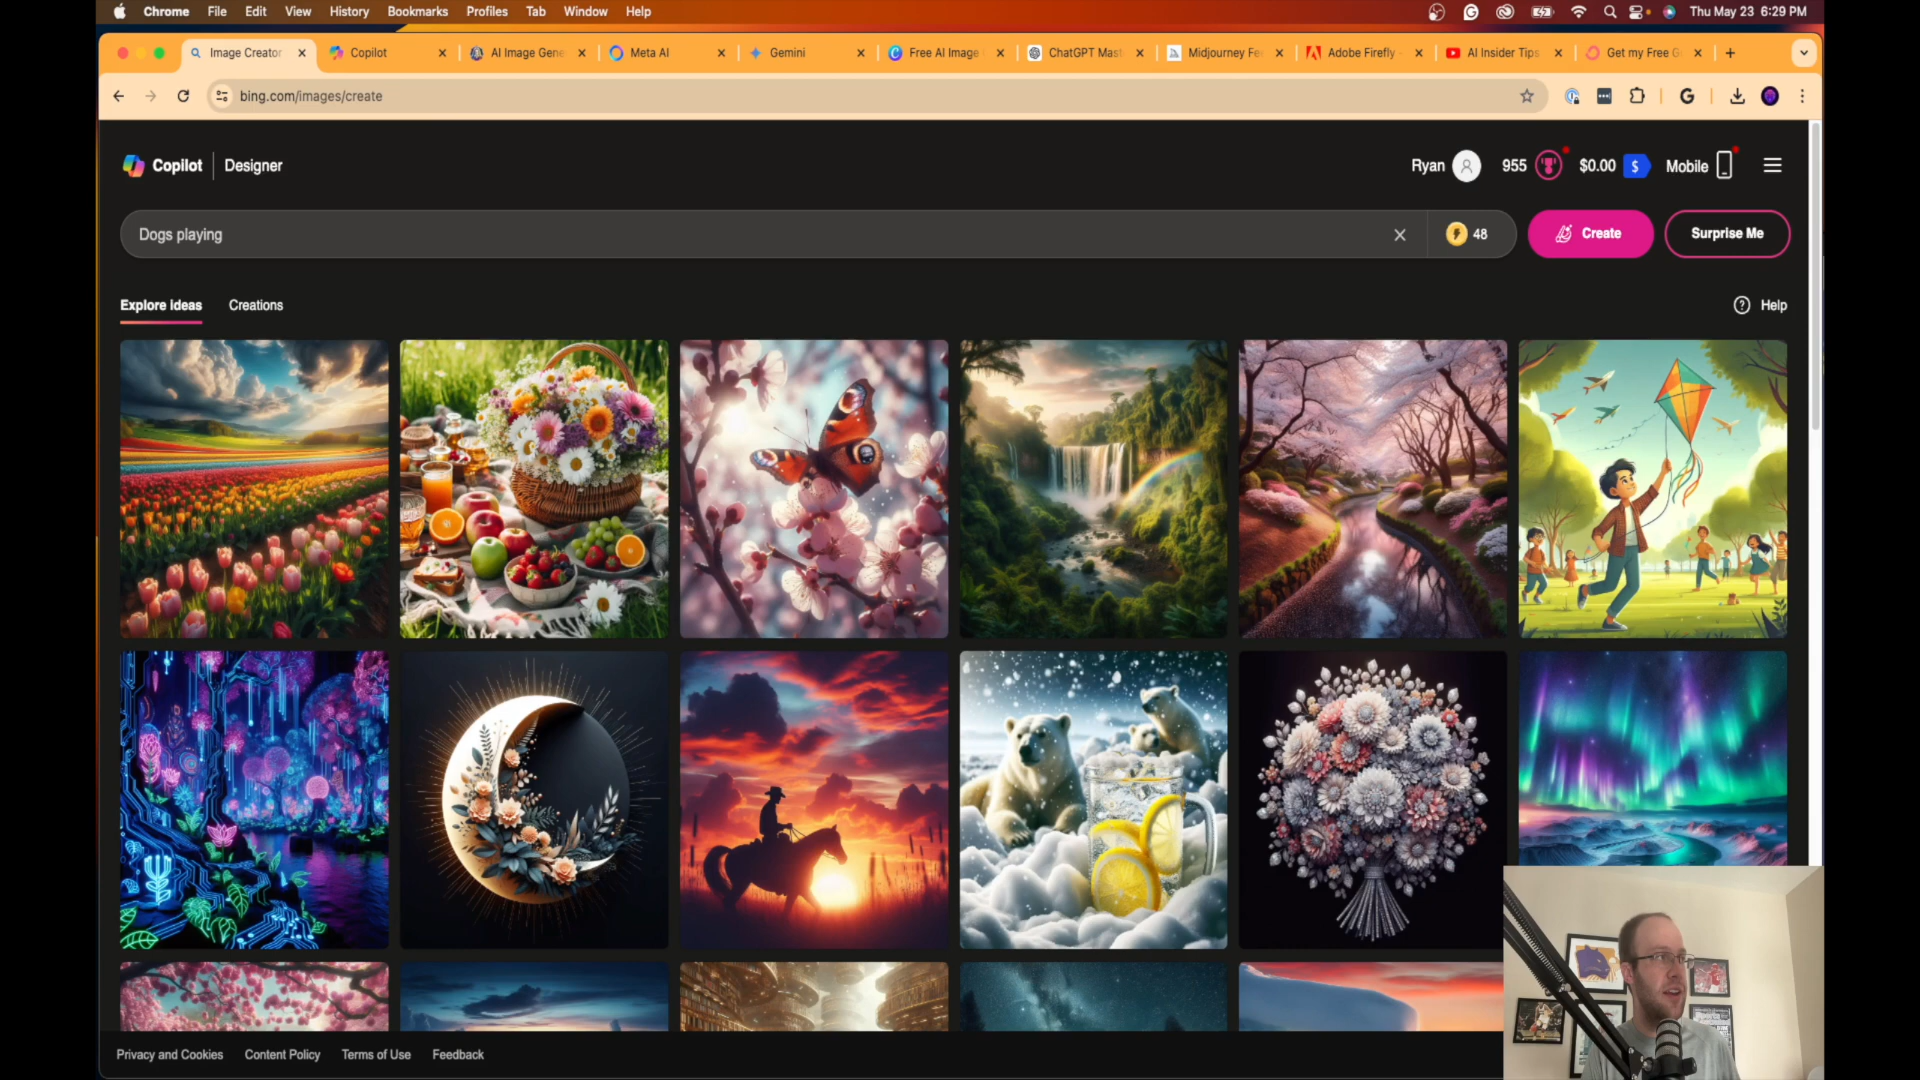 Chrome File Edit View History Bookmarks Profiles Tab Window Help Thu May 23 6:29 PM
Image Creator Copilot AI Image Gene Meta AI Gemini Free AI Image ChatGPT Mast Midjourney Fe Adobe Firefly - AI Insider Tips Get my Free G
bing.com/images/create
Copilot Designer Ryan 955 $0.00 $ Mobile
Dogs playing 48 Create Surprise Me
Explore ideas Creations Help
Privacy and Cookies Content Policy Terms of Use Feedback